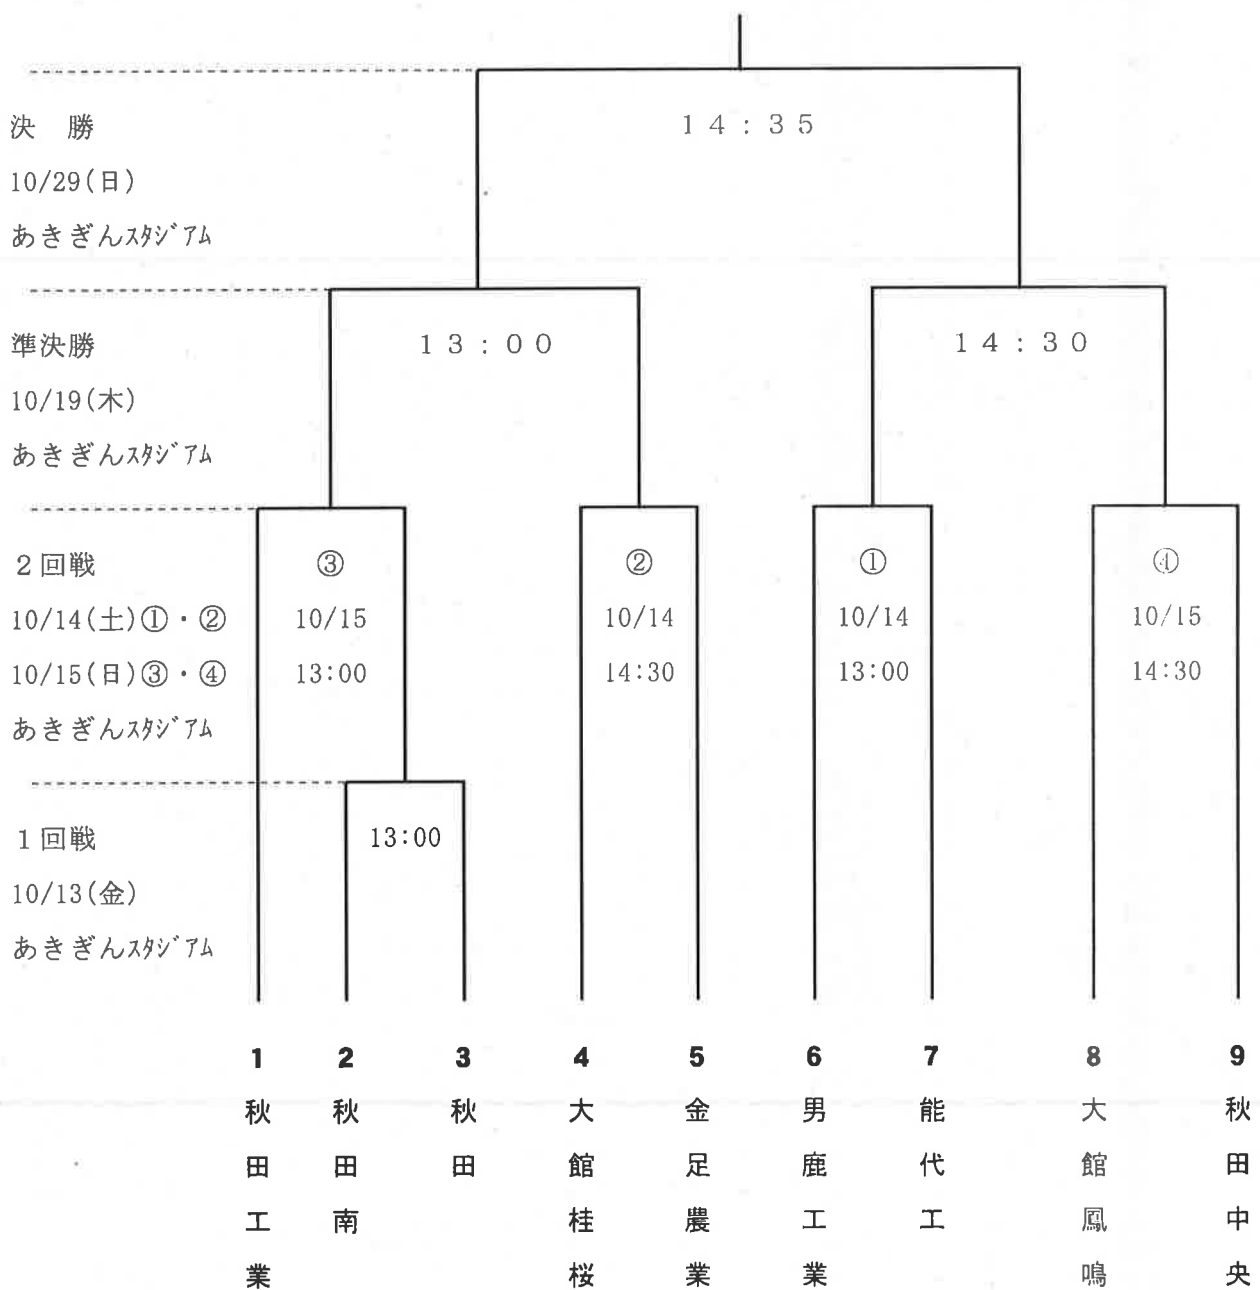 決 勝
10/29(日)
あきぎんスタジアム
14:35
準決勝
10/19(木)
あきぎんスタジアム
13:00
14:30
2回戦
10/14(土)①・②
10/15(日)③・④
あきぎんスタジアム
③
10/15
13:00
②
10/14
14:30
①
10/14
13:00
④
10/15
14:30
1回戦
10/13(金)
あきぎんスタジアム
13:00
1
秋田工業
2
秋田南
3
秋田
4
大館桂桜
5
金足農業
6
男鹿工業
7
能代工
8
大館鳳鳴
9
秋田中央